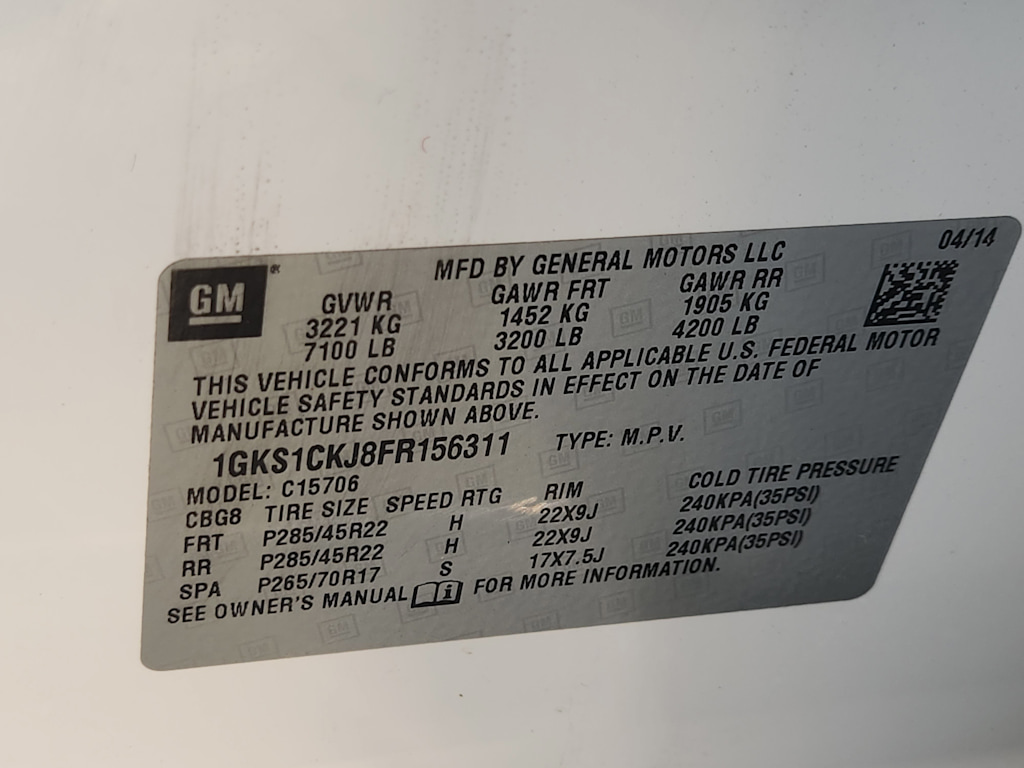 04/14
GM ®
MFD BY GENERAL MOTORS LLC
GVWR GAWR FRT GAWR RR
3221 KG 1452 KG 1905 KG
7100 LB 3200 LB 4200 LB
THIS VEHICLE CONFORMS TO ALL APPLICABLE U.S. FEDERAL MOTOR
VEHICLE SAFETY STANDARDS IN EFFECT ON THE DATE OF
MANUFACTURE SHOWN ABOVE.
1GKS1CKJ8FR156311 TYPE: M.P.V.
MODEL: C15706
CBG8 TIRE SIZE SPEED RTG RIM COLD TIRE PRESSURE
FRT P285/45R22 H 22X9J 240KPA(35PSI)
RR P285/45R22 H 22X9J 240KPA(35PSI)
SPA P265/70R17 S 17X7.5J 240KPA(35PSI)
SEE OWNER'S MANUAL FOR MORE INFORMATION.